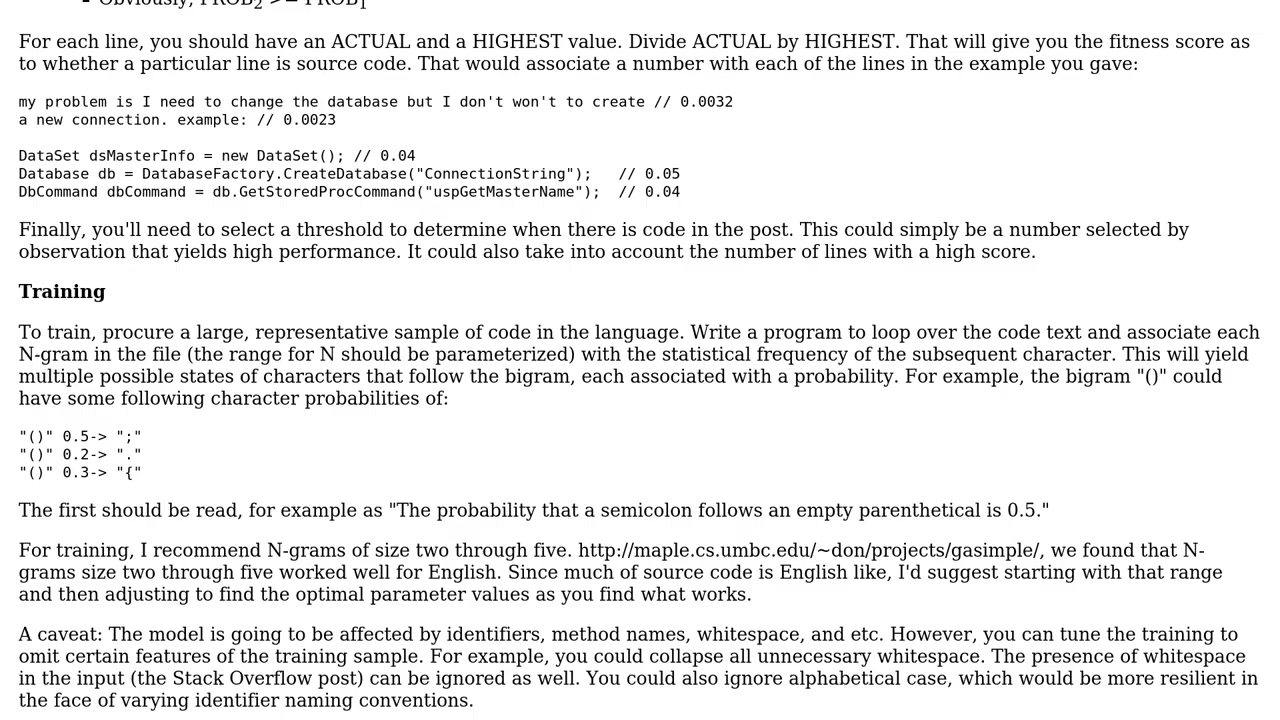 - Obviously, PROB2 >= PROB1
For each line, you should have an ACTUAL and a HIGHEST value. Divide ACTUAL by HIGHEST. That will give you the fitness score as
to whether a particular line is source code. That would associate a number with each of the lines in the example you gave:
my problem is I need to change the database but I don't won't to create // 0.0032
a new connection. example: // 0.0023
DataSet dsMasterInfo = new DataSet(); // 0.04
Database db = DatabaseFactory.CreateDatabase("ConnectionString");   // 0.05
DbCommand dbCommand = db.GetStoredProcCommand("uspGetMasterName");  // 0.04
Finally, you'll need to select a threshold to determine when there is code in the post. This could simply be a number selected by
observation that yields high performance. It could also take into account the number of lines with a high score.
Training
To train, procure a large, representative sample of code in the language. Write a program to loop over the code text and associate each
N-gram in the file (the range for N should be parameterized) with the statistical frequency of the subsequent character. This will yield
multiple possible states of characters that follow the bigram, each associated with a probability. For example, the bigram "()" could
have some following character probabilities of:
"()" 0.5-> ";"
"()" 0.2-> "."
"()" 0.3-> "{"
The first should be read, for example as "The probability that a semicolon follows an empty parenthetical is 0.5."
For training, I recommend N-grams of size two through five. http://maple.cs.umbc.edu/~don/projects/gasimple/, we found that N-
grams size two through five worked well for English. Since much of source code is English like, I'd suggest starting with that range
and then adjusting to find the optimal parameter values as you find what works.
A caveat: The model is going to be affected by identifiers, method names, whitespace, and etc. However, you can tune the training to
omit certain features of the training sample. For example, you could collapse all unnecessary whitespace. The presence of whitespace
in the input (the Stack Overflow post) can be ignored as well. You could also ignore alphabetical case, which would be more resilient in
the face of varying identifier naming conventions.